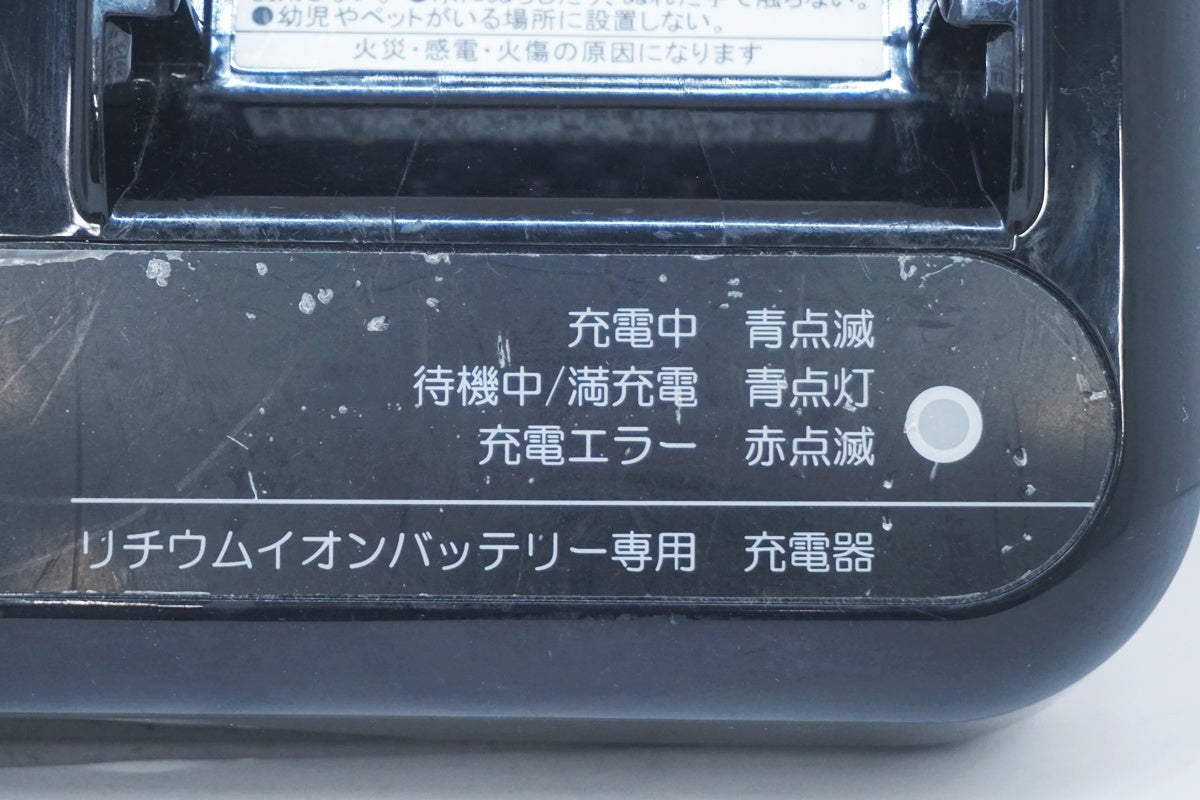 ●幼児やペットがいる場所に設置しない。
火災・感電・火傷の原因になります
充電中 青点滅
待機中/満充電 青点灯
充電エラー 赤点滅
リチウムイオンバッテリー専用 充電器